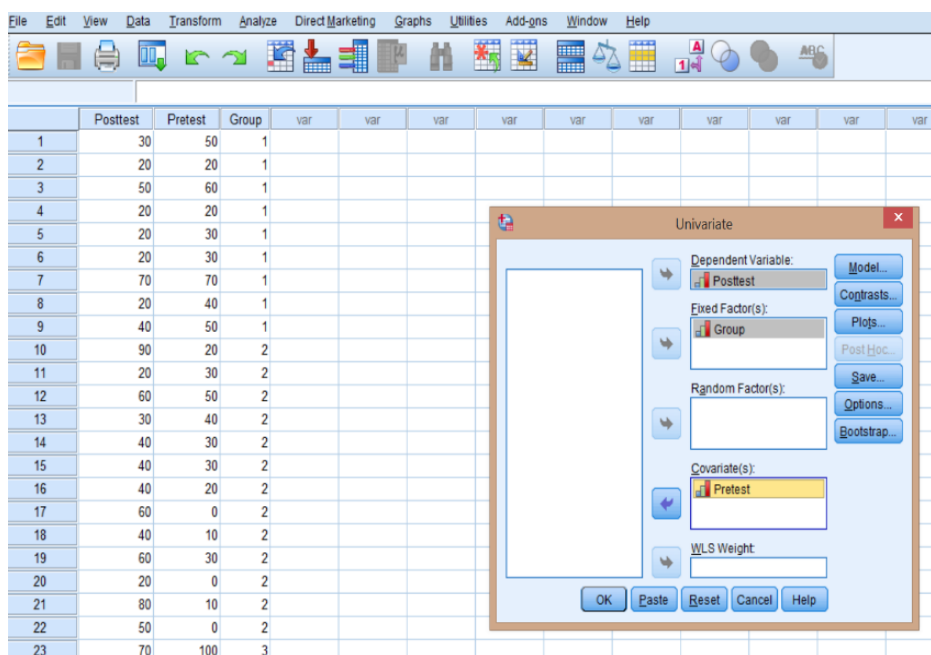 File Edit View Data Transform Analyze Direct Marketing Graphs Utilities Add-ons Window Help
A
1
ABC
Posttest Pretest Group var var var var var var var var var var
1 30 50 1
2 20 20 1
3 50 60 1
4 20 20 1
5 20 30 1
6 20 30 1
7 70 70 1
8 20 40 1
9 40 50 1
10 90 20 2
11 20 30 2
12 60 50 2
13 30 40 2
14 40 30 2
15 40 30 2
16 40 20 2
17 60 0 2
18 40 10 2
19 60 30 2
20 20 0 2
21 80 10 2
22 50 0 2
23 70 100 3
Univariate
Dependent Variable:
Posttest
Fixed Factor(s):
Group
Random Factor(s):
Covariate(s):
Pretest
WLS Weight:
Model...
Contrasts...
Plots...
Post Hoc...
Save...
Options...
Bootstrap...
OK Paste Reset Cancel Help